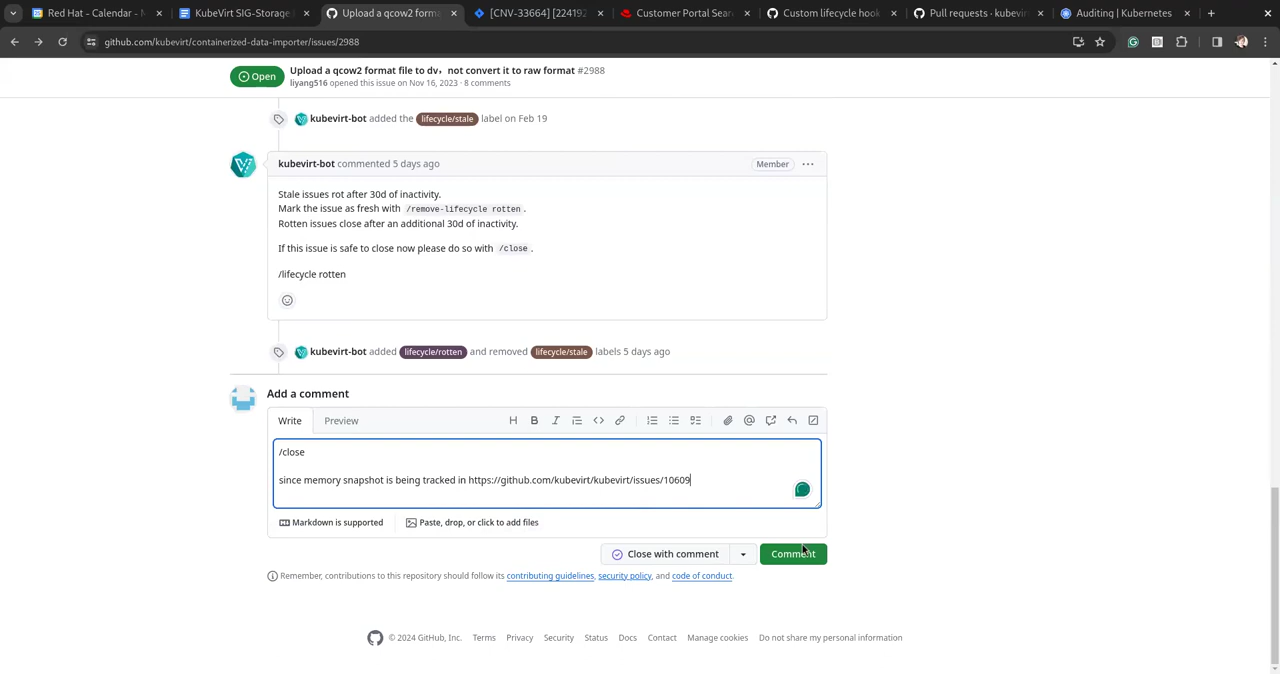 Red Hat - Calendar - M
KubeVirt SIG-Storage
Upload a qcow2 forma
[CNV-33664] [224192
Customer Portal Sear
Custom lifecycle hook
Pull requests · kubevir
Auditing | Kubernetes
github.com/kubevirt/containerized-data-importer/issues/2988
Open
Upload a qcow2 format file to dv，not convert it to raw format #2988
liyang516 opened this issue on Nov 16, 2023 · 8 comments
kubevirt-bot added the lifecycle/stale label on Feb 19
kubevirt-bot commented 5 days ago
Member
Stale issues rot after 30d of inactivity.
Mark the issue as fresh with /remove-lifecycle rotten.
Rotten issues close after an additional 30d of inactivity.
If this issue is safe to close now please do so with /close.
/lifecycle rotten
kubevirt-bot added lifecycle/rotten and removed lifecycle/stale labels 5 days ago
Add a comment
Write
Preview
/close
since memory snapshot is being tracked in https://github.com/kubevirt/kubevirt/issues/10609
Markdown is supported
Paste, drop, or click to add files
Close with comment
Comment
Remember, contributions to this repository should follow its contributing guidelines, security policy, and code of conduct.
© 2024 GitHub, Inc.
Terms
Privacy
Security
Status
Docs
Contact
Manage cookies
Do not share my personal information